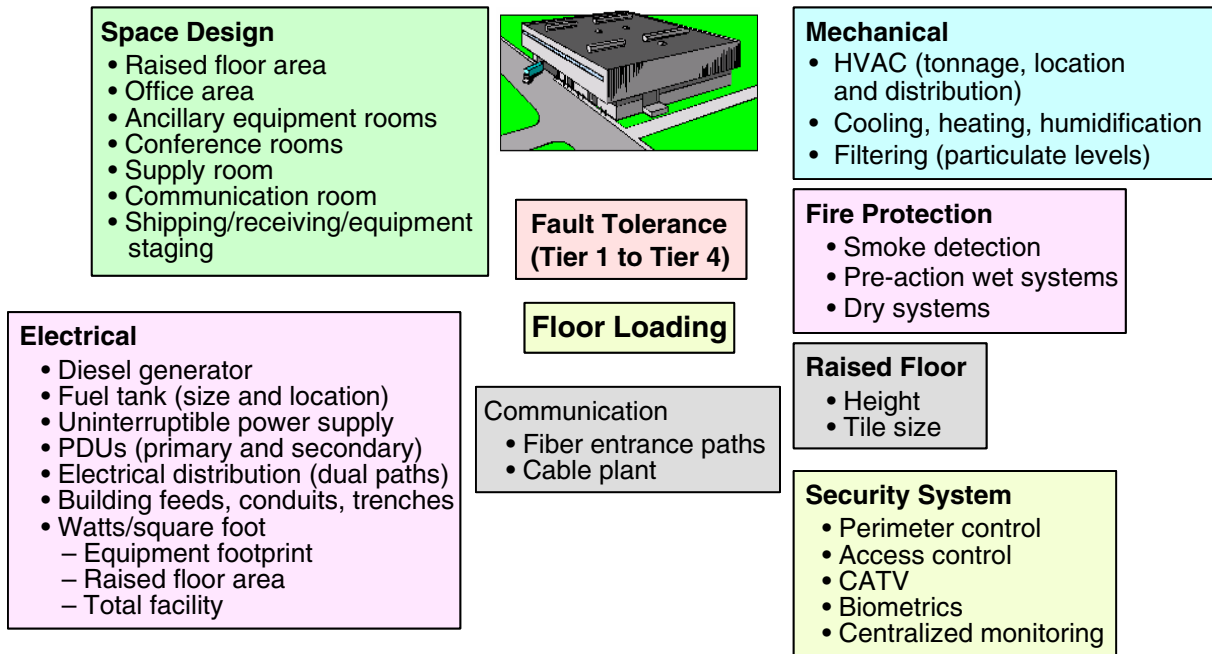 Space Design
• Raised floor area
• Office area
• Ancillary equipment rooms
• Conference rooms
• Supply room
• Communication room
• Shipping/receiving/equipment
staging
Electrical
• Diesel generator
• Fuel tank (size and location)
• Uninterruptible power supply
• PDUs (primary and secondary)
• Electrical distribution (dual paths)
• Building feeds, conduits, trenches
• Watts/square foot
– Equipment footprint
– Raised floor area
– Total facility
Fault Tolerance
(Tier 1 to Tier 4)
Floor Loading
Communication
• Fiber entrance paths
• Cable plant
Mechanical
• HVAC (tonnage, location
and distribution)
• Cooling, heating, humidification
• Filtering (particulate levels)
Fire Protection
• Smoke detection
• Pre-action wet systems
• Dry systems
Raised Floor
• Height
• Tile size
Security System
• Perimeter control
• Access control
• CATV
• Biometrics
• Centralized monitoring